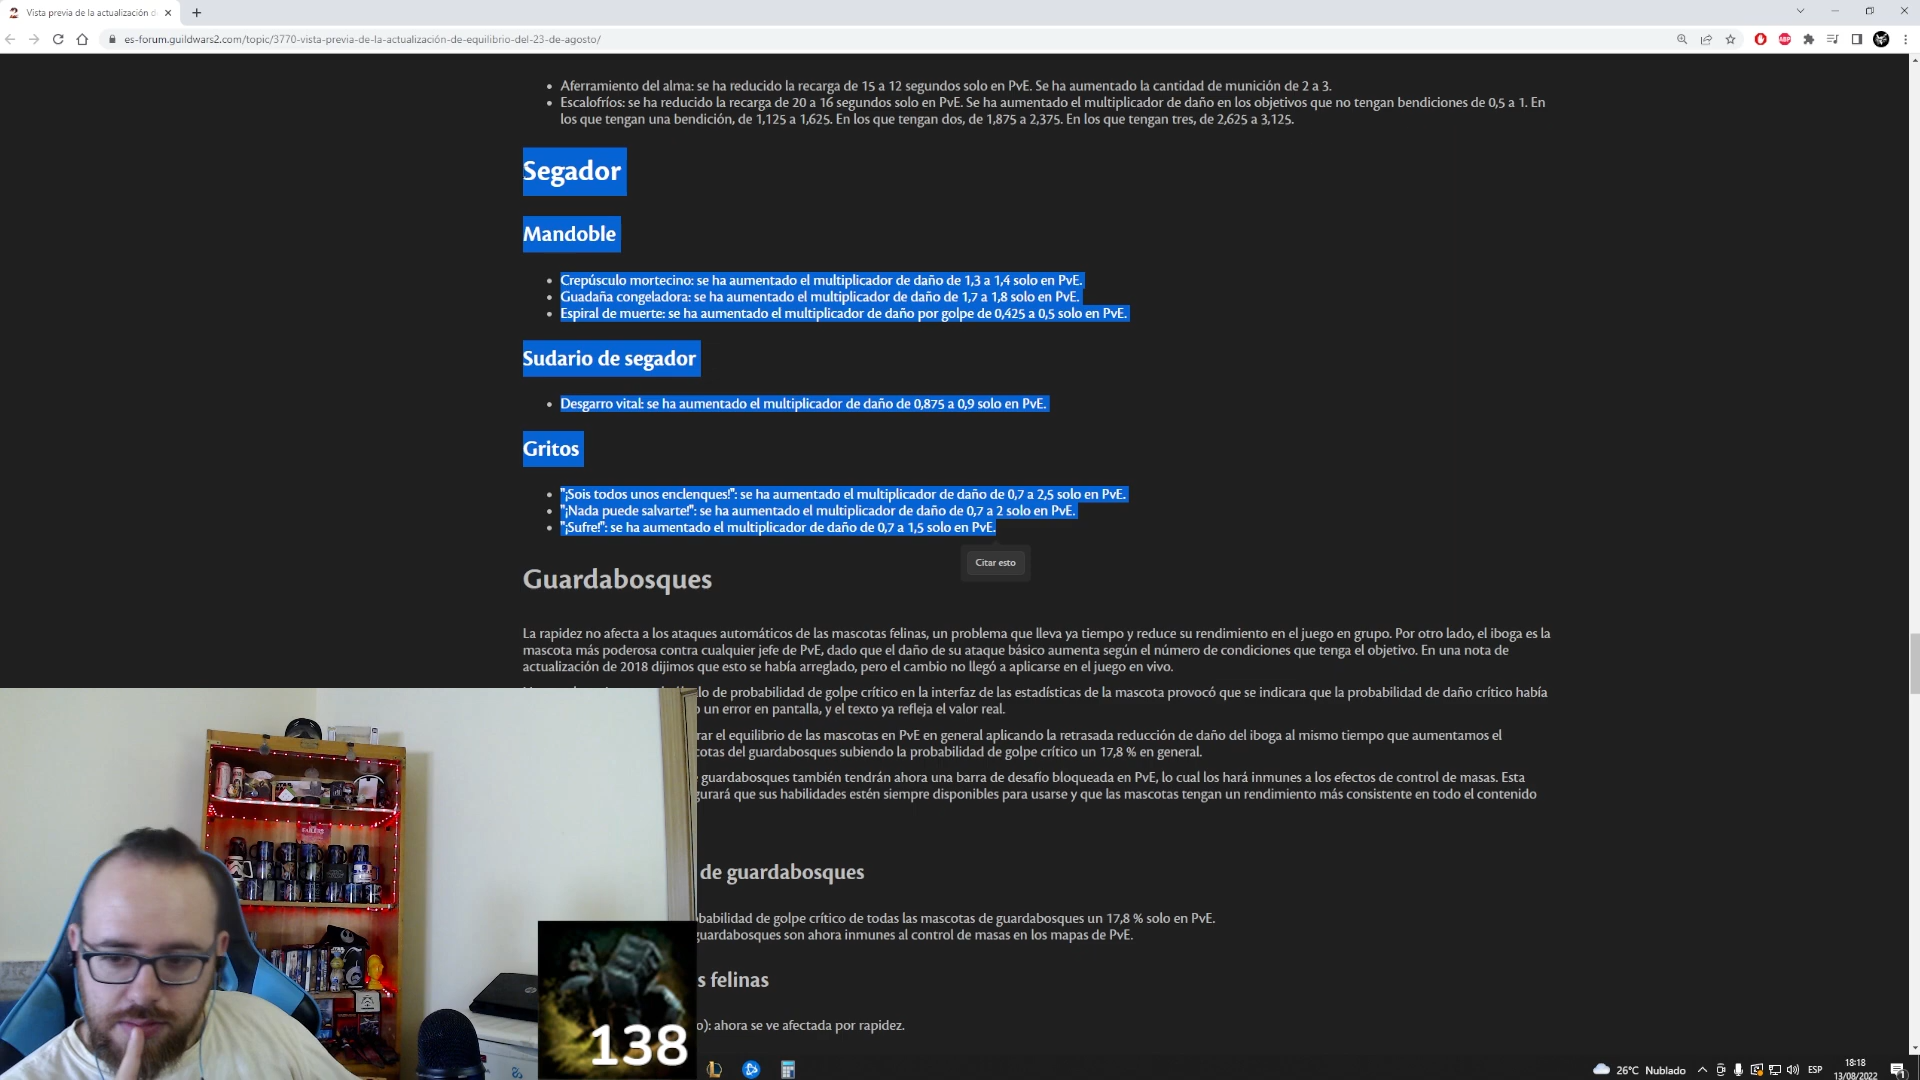 Vista previa de la actualización d
es-forum.guildwars2.com/topic/3770-vista-previa-de-la-actualización-de-equilibrio-del-23-de-agosto/
ABP
Aferramiento del alma: se ha reducido la recarga de 15 a 12 segundos solo en PvE. Se ha aumentado la cantidad de munición de 2 a 3.
Escalofríos: se ha reducido la recarga de 20 a 16 segundos solo en PvE. Se ha aumentado el multiplicador de daño en los objetivos que no tengan bendiciones de 0,5 a 1. En
los que tengan una bendición, de 1,125 a 1,625. En los que tengan dos, de 1,875 a 2,375. En los que tengan tres, de 2,625 a 3,125.
Segador
Mandoble
Crepúsculo mortecino: se ha aumentado el multiplicador de daño de 1,3 a 1,4 solo en PvE.
Guadaña congeladora: se ha aumentado el multiplicador de daño de 1,7 a 1,8 solo en PvE.
Espiral de muerte: se ha aumentado el multiplicador de daño por golpe de 0,425 a 0,5 solo en PvE.
Sudario de segador
Desgarro vital: se ha aumentado el multiplicador de daño de 0,875 a 0,9 solo en PvE.
Gritos
"¡Sois todos unos enclenques!": se ha aumentado el multiplicador de daño de 0,7 a 2,5 solo en PvE.
"¡Nada puede salvarte!": se ha aumentado el multiplicador de daño de 0,7 a 2 solo en PvE.
"¡Sufre!": se ha aumentado el multiplicador de daño de 0,7 a 1,5 solo en PvE.
Citar esto
Guardabosques
La rapidez no afecta a los ataques automáticos de las mascotas felinas, un problema que lleva ya tiempo y reduce su rendimiento en el juego en grupo. Por otro lado, el iboga es la
mascota más poderosa contra cualquier jefe de PvE, dado que el daño de su ataque básico aumenta según el número de condiciones que tenga el objetivo. En una nota de
actualización de 2018 dijimos que esto se había arreglado, pero el cambio no llegó a aplicarse en el juego en vivo.
lo de probabilidad de golpe crítico en la interfaz de las estadísticas de la mascota provocó que se indicara que la probabilidad de daño crítico había
un error en pantalla, y el texto ya refleja el valor real.
rar el equilibrio de las mascotas en PvE en general aplicando la retrasada reducción de daño del iboga al mismo tiempo que aumentamos el
cotas del guardabosques subiendo la probabilidad de golpe crítico un 17,8 % en general.
guardabosques también tendrán ahora una barra de desafío bloqueada en PvE, lo cual los hará inmunes a los efectos de control de masas. Esta
gurará que sus habilidades estén siempre disponibles para usarse y que las mascotas tengan un rendimiento más consistente en todo el contenido
de guardabosques
babilidad de golpe crítico de todas las mascotas de guardabosques un 17,8 % solo en PvE.
guardabosques son ahora inmunes al control de masas en los mapas de PvE.
s felinas
o): ahora se ve afectada por rapidez.
138
26°C Nublado
ESP
18:18
13/08/2022